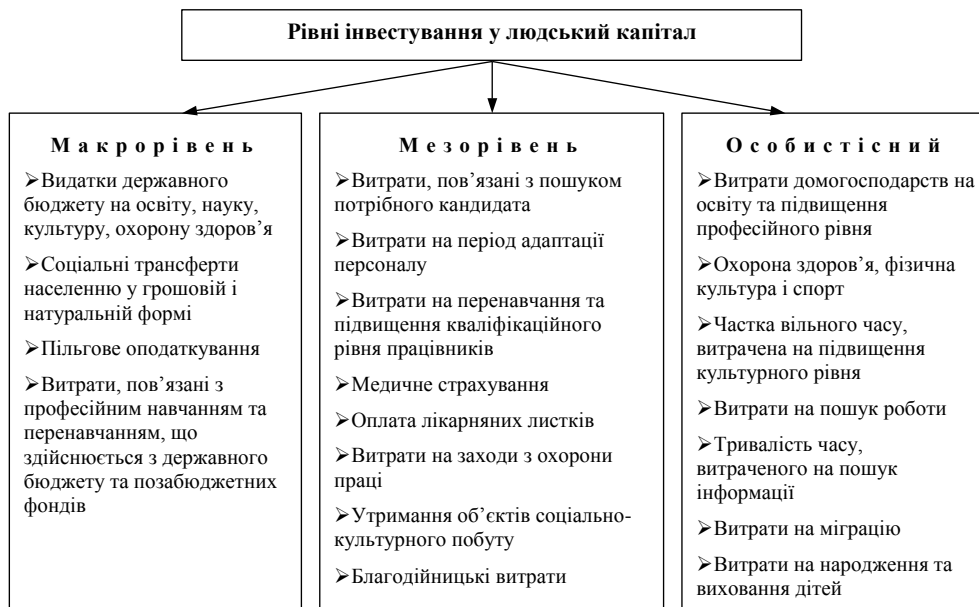 Рівні інвестування у людський капітал
Макрорівень
➢Видатки державного
бюджету на освіту, науку,
культуру, охорону здоров’я
➢Соціальні трансферти
населенню у грошовій і
натуральній формі
➢Пільгове оподаткування
➢Витрати, пов’язані з
професійним навчанням та
перенавчанням, що
здійснюється з державного
бюджету та позабюджетних
фондів
Мезорівень
➢Витрати, пов’язані з пошуком
потрібного кандидата
➢Витрати на період адаптації
персоналу
➢Витрати на перенавчання та
підвищення кваліфікаційного
рівня працівників
➢Медичне страхування
➢Оплата лікарняних листків
➢Витрати на заходи з охорони
праці
➢Утримання об’єктів соціально-
культурного побуту
➢Благодійницькі витрати
Особистісний
➢Витрати домогосподарств на
освіту та підвищення
професійного рівня
➢Охорона здоров’я, фізична
культура і спорт
➢Частка вільного часу,
витрачена на підвищення
культурного рівня
➢Витрати на пошук роботи
➢Тривалість часу,
витраченого на пошук
інформації
➢Витрати на міграцію
➢Витрати на народження та
виховання дітей